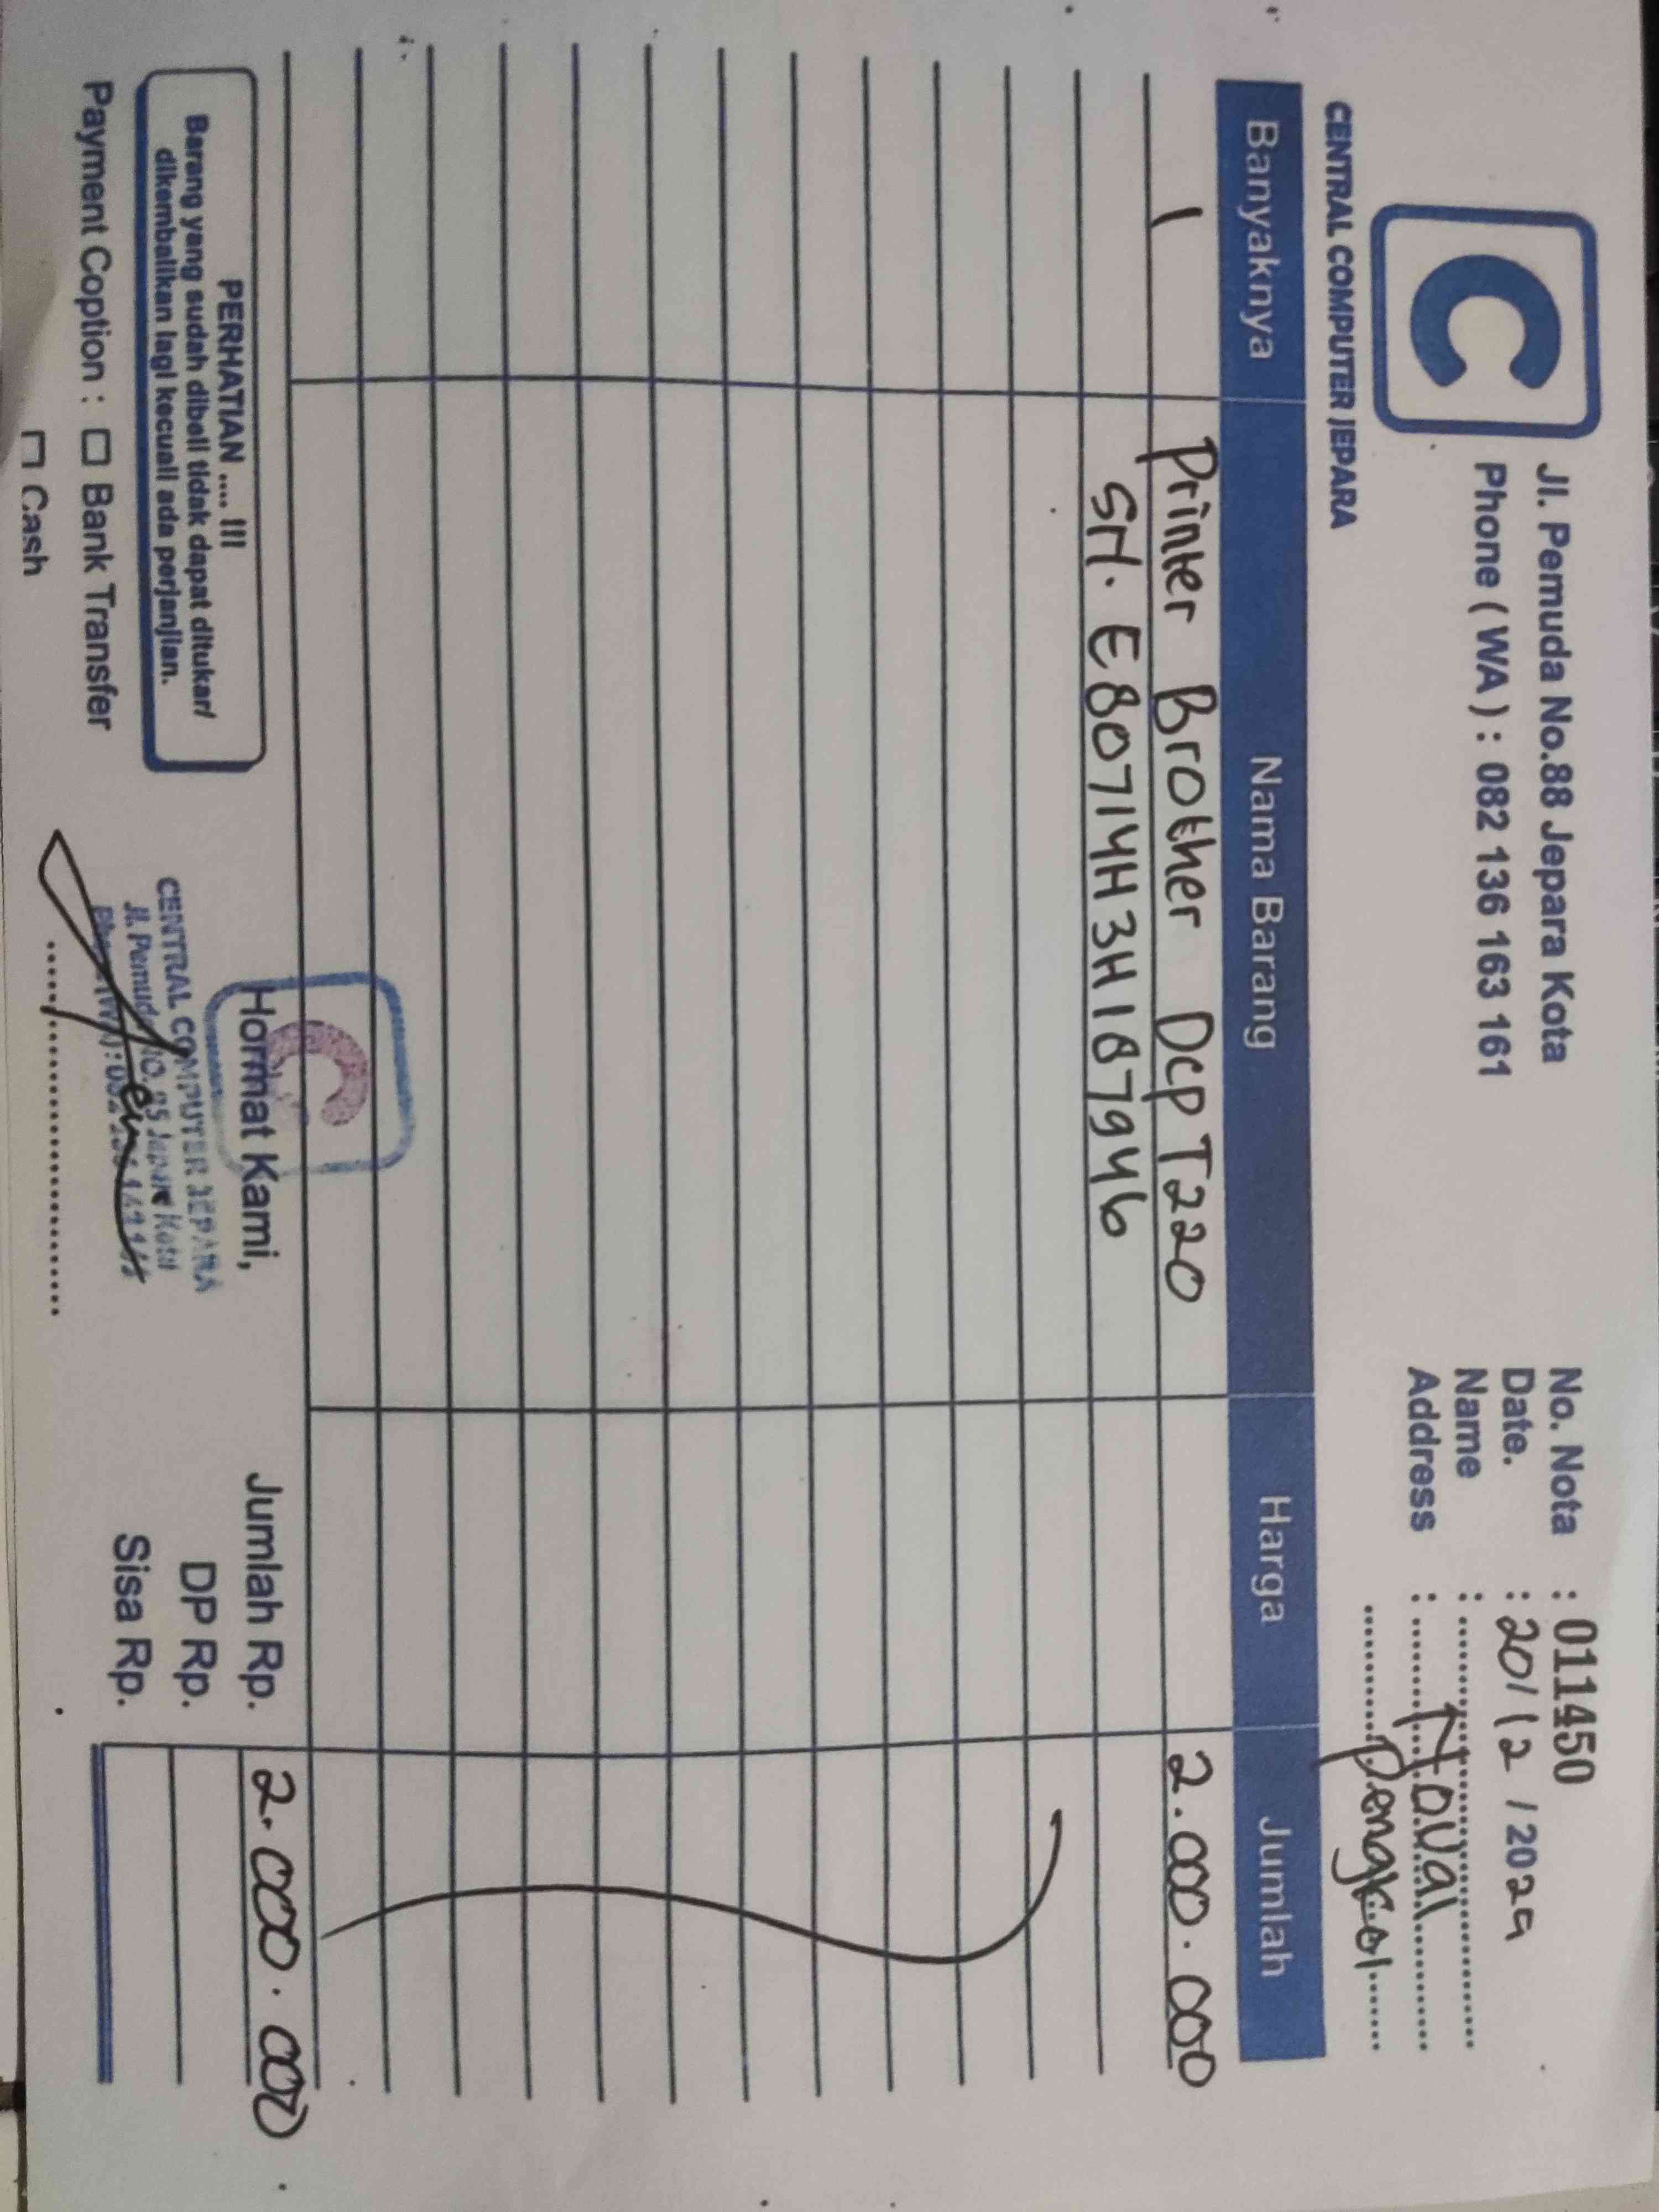 C
CENTRAL COMPUTER JEPARA
Jl. Pemuda No.88 Jepara Kota
Phone ( WA ) : 082 136 163 161
No. Nota : 011450
Date. : 20/12 / 2024
Name :
Address : Noval
Pengkol
Banyaknya Nama Barang Harga Jumlah
1 Printer Brother Dcp T220 2.000.000
SN. E80714H3H187946
PERHATIAN .... !!!
Barang yang sudah dibeli tidak dapat ditukar/
dikembalikan lagi kecuali ada perjanjian.
Payment Coption : □ Bank Transfer
□ Cash
Hormat Kami,
C
CENTRAL COMPUTER JEPARA
Jl. Pemuda
Jumlah Rp. 2.000.000
DP Rp.
Sisa Rp.